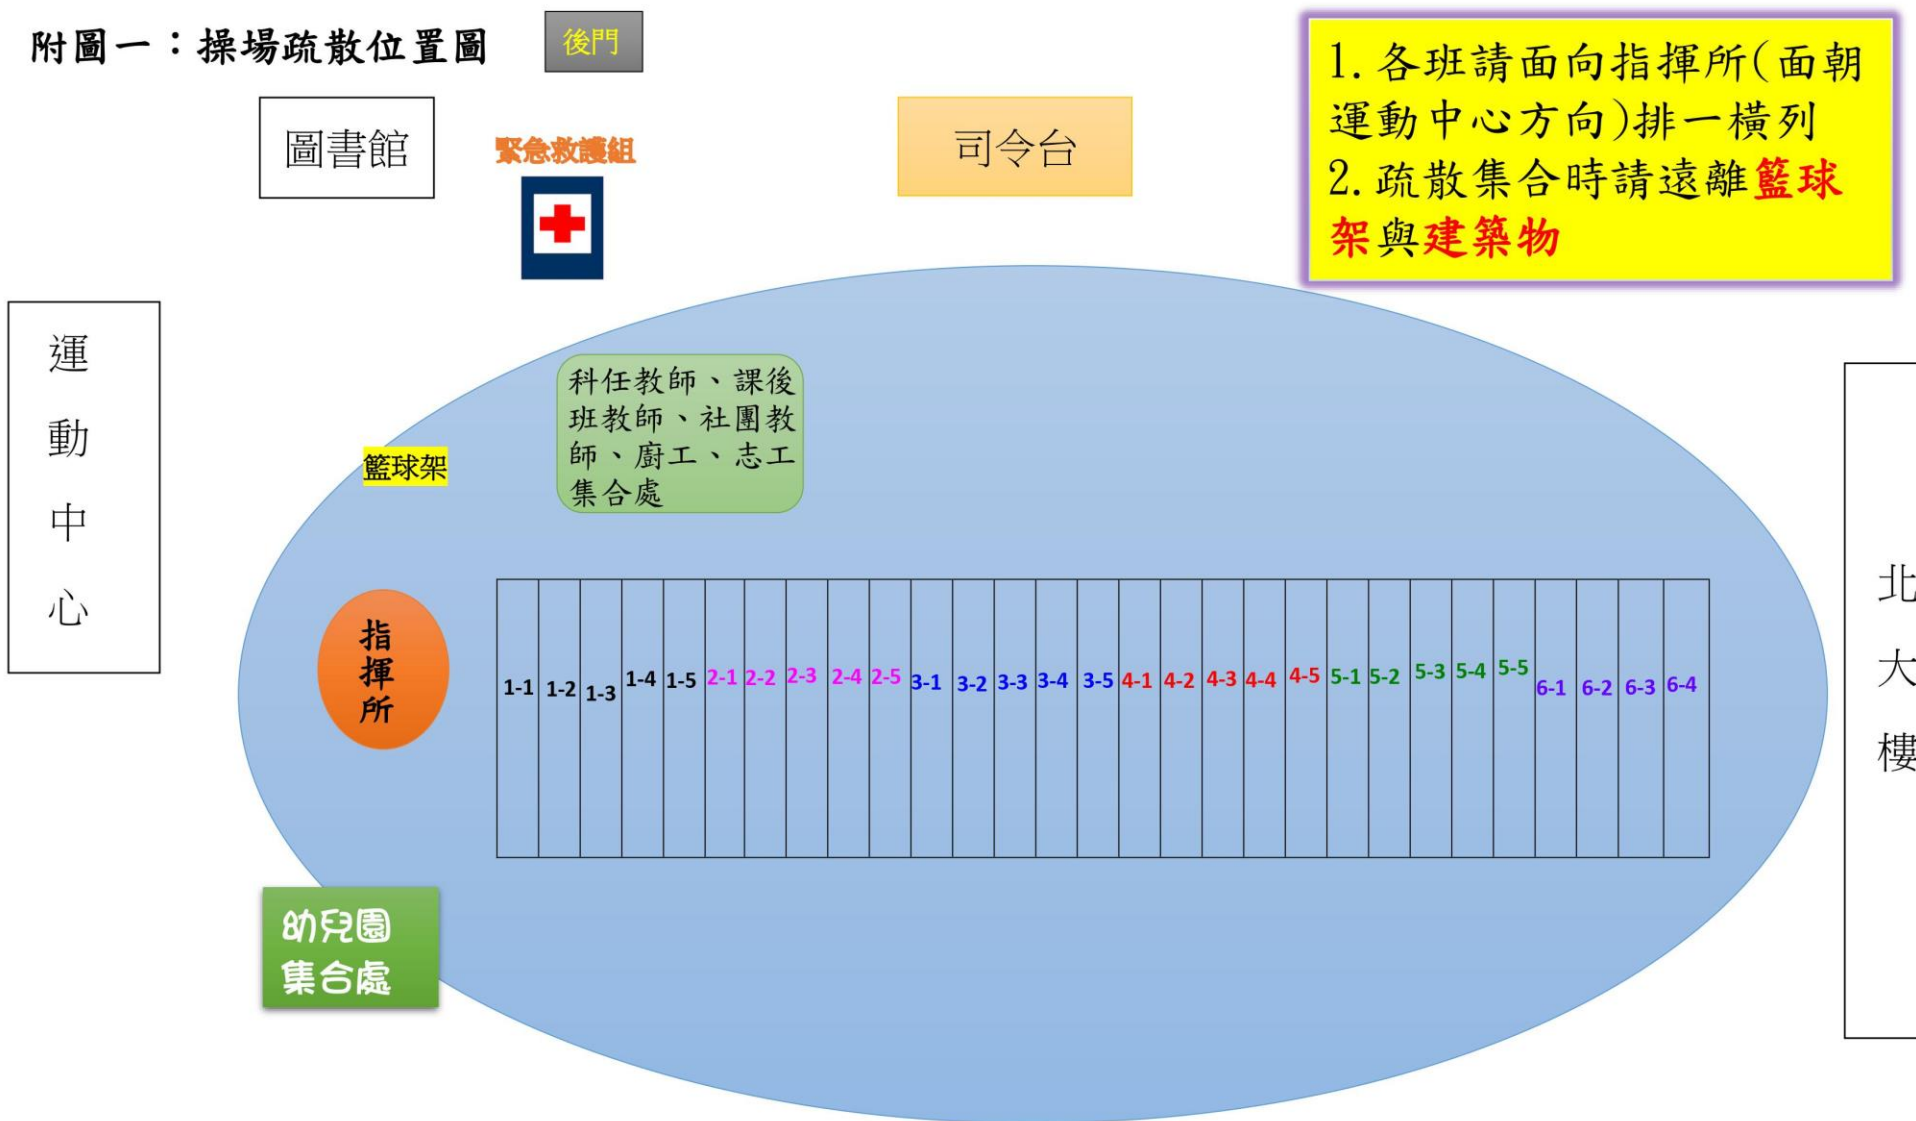 附圖一：操場疏散位置圖
後門
1. 各班請面向指揮所(面朝
運動中心方向)排一橫列
2. 疏散集合時請遠離籃球
架與建築物
圖書館
緊急救護組
司令台
運
動
中
心
科任教師、課後
班教師、社團教
師、廚工、志工
集合處
籃球架
指
揮
所
1-1 1-2 1-3 1-4 1-5 2-1 2-2 2-3 2-4 2-5 3-1 3-2 3-3 3-4 3-5 4-1 4-2 4-3 4-4 4-5 5-1 5-2 5-3 5-4 5-5 6-1 6-2 6-3 6-4
北
大
樓
幼兒園
集合處